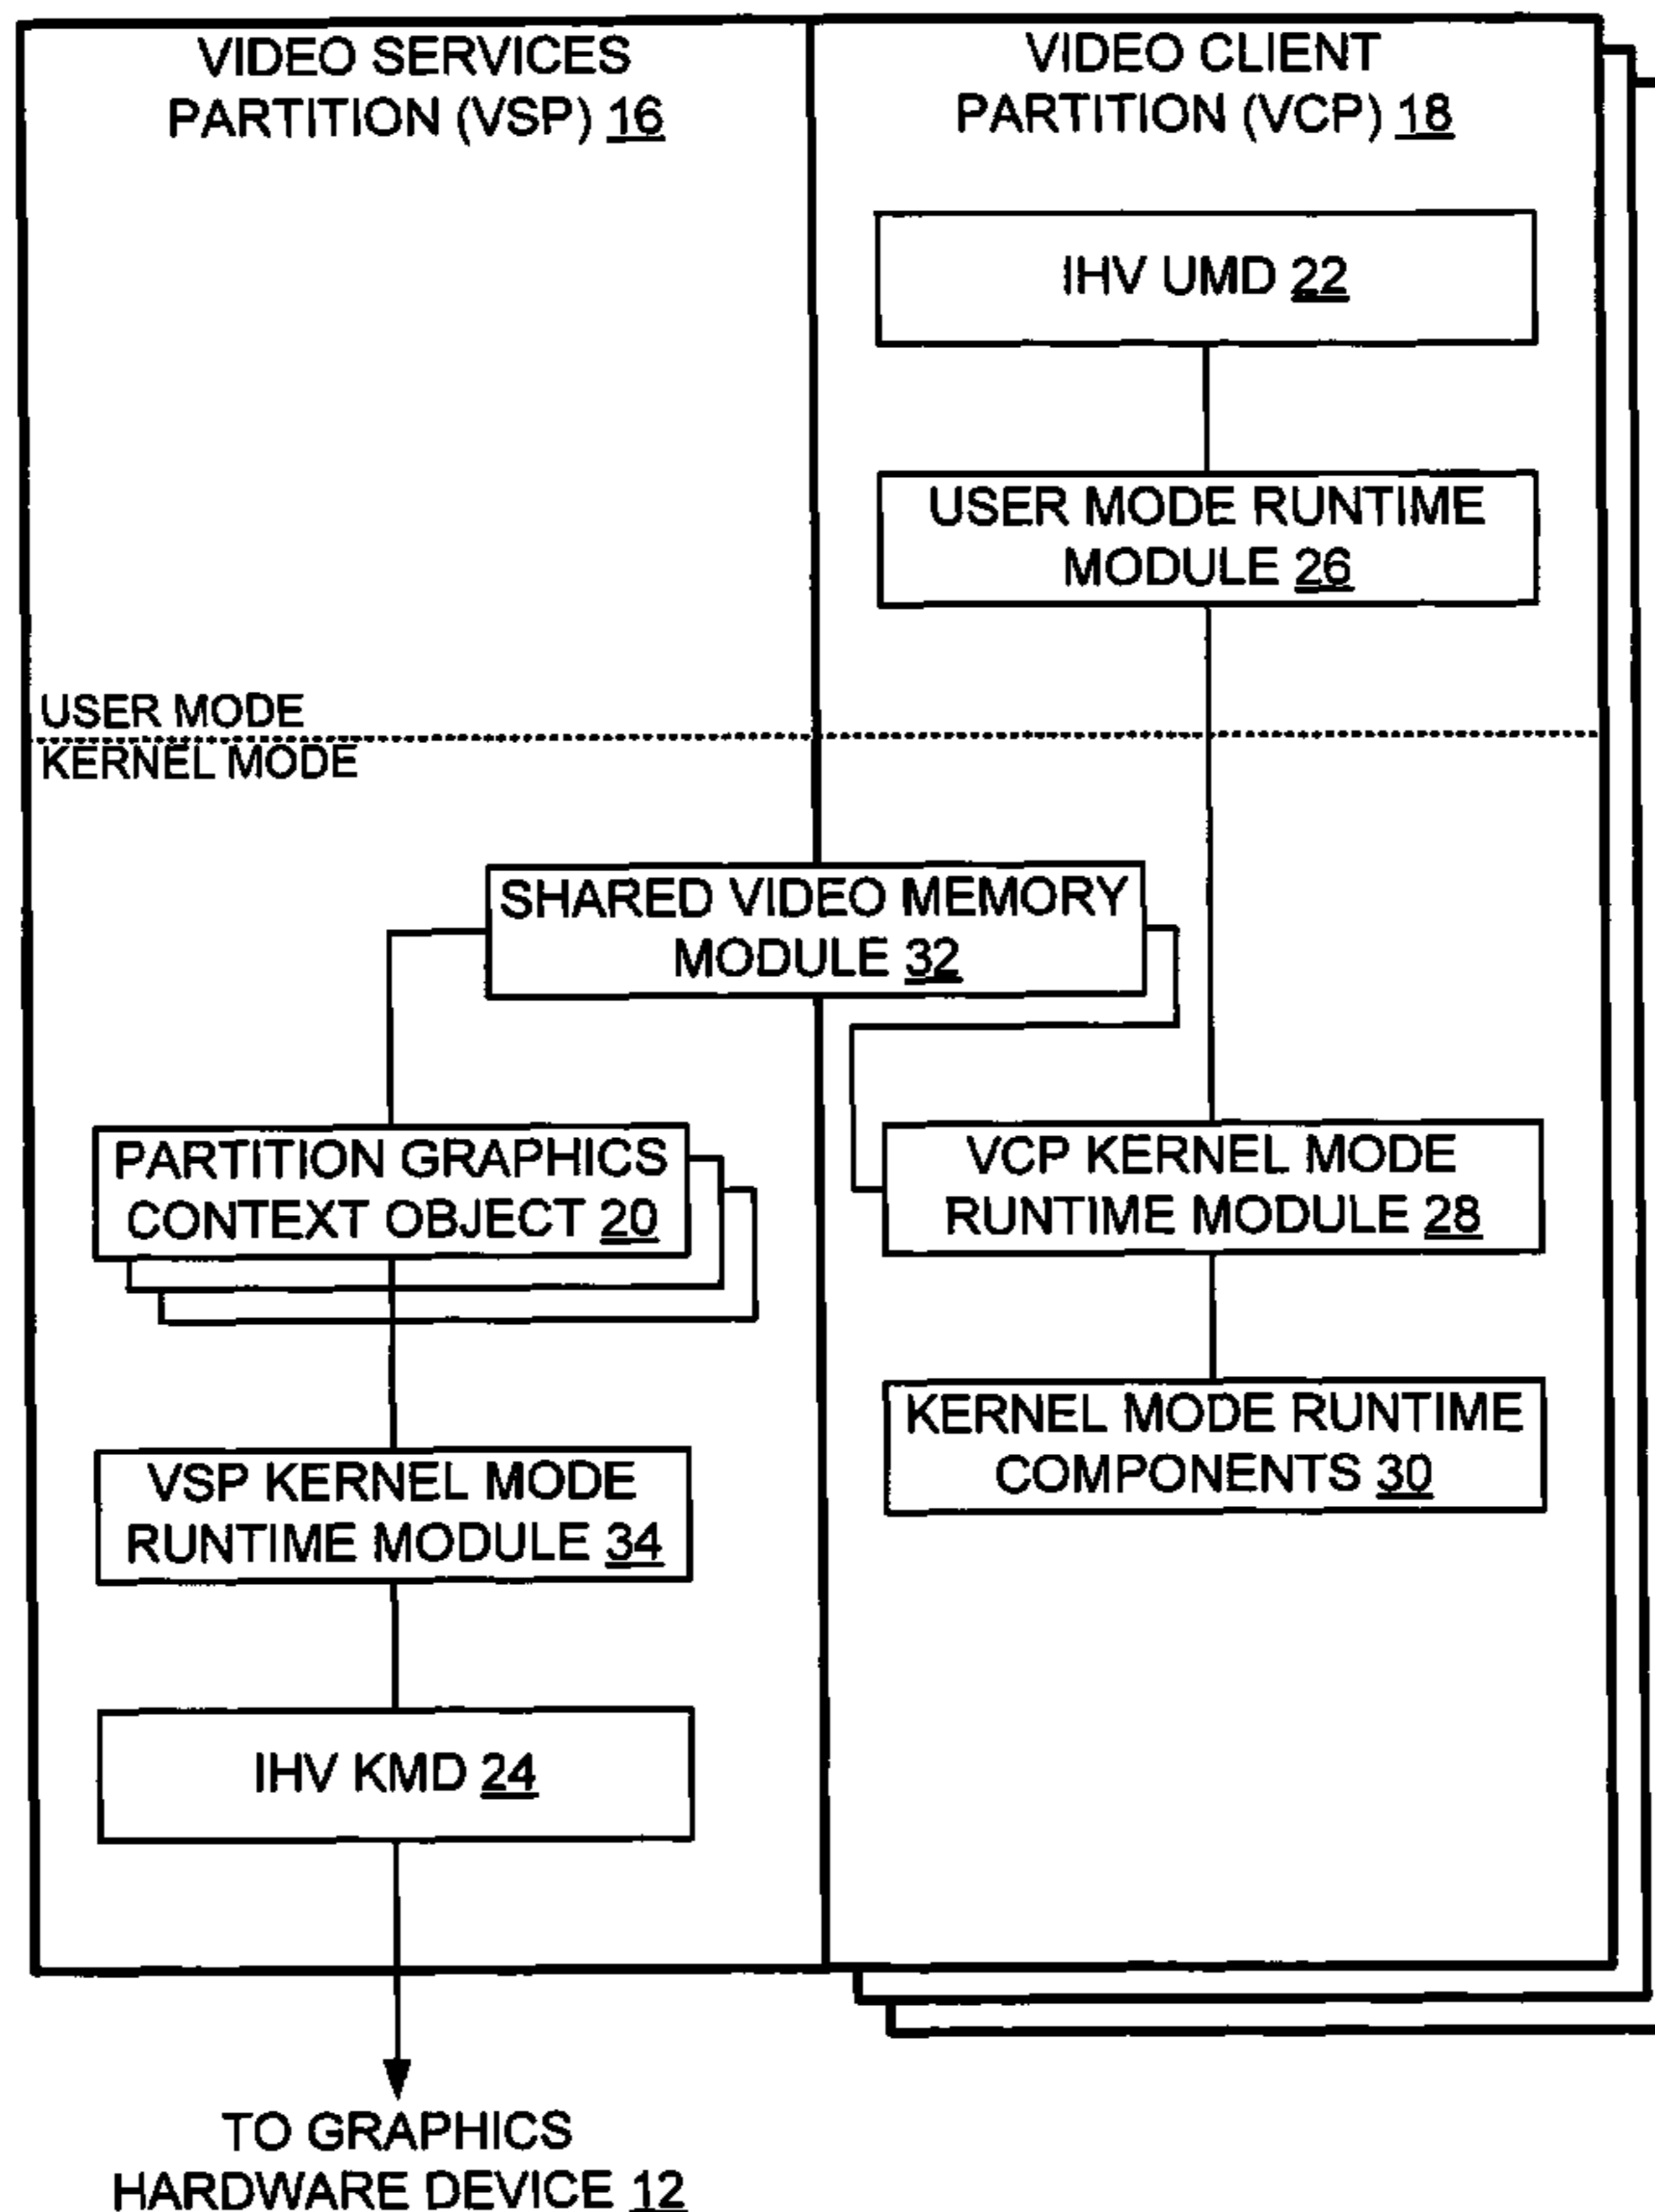 VIDEO SERVICES
PARTITION (VSP) 16
VIDEO CLIENT
PARTITION (VCP) 18
IHV UMD 22
USER MODE RUNTIME
MODULE 26
USER MODE
KERNEL MODE
SHARED VIDEO MEMORY
MODULE 32
PARTITION GRAPHICS
CONTEXT OBJECT 20
VCP KERNEL MODE
RUNTIME MODULE 28
KERNEL MODE RUNTIME
COMPONENTS 30
VSP KERNEL MODE
RUNTIME MODULE 34
IHV KMD 24
TO GRAPHICS
HARDWARE DEVICE 12